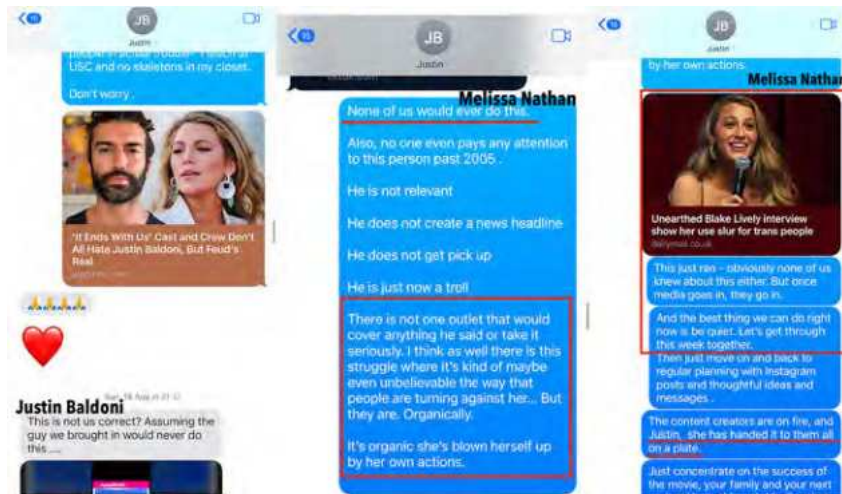 JB
Justin
USC and no skeletons in my closet.
Don't worry .
'It Ends With Us' Cast and Crew Don't
All Hate Justin Baldoni, But Feud's
Real
Justin Baldoni
This is not us correct? Assuming the
guy we brought in would never do
this ....
JB
Justin
Melissa Nathan
None of us would ever do this.
Also, no one even pays any attention
to this person past 2005 .
He is not relevant
He does not create a news headline
He does not get pick up
He is just now a troll
There is not one outlet that would
cover anything he said or take it
seriously. I think as well there is this
struggle where it's kind of maybe
even unbelievable the way that
people are turning against her... But
they are. Organically.
It's organic she's blown herself up
by her own actions.
JB
Justin
by her own actions.
Melissa Nathan
Unearthed Blake Lively interview
show her use slur for trans people
dailymail.co.uk
This just ran - obviously none of us
knew about this either. But once
media goes in, they go in.
And the best thing we can do right
now is be quiet. Let's get through
this week together.
Then just move on and back to
regular planning with Instagram
posts and thoughtful ideas and
messages .
The content creators are on fire, and
Justin, she has handed it to them all
on a plate.
Just concentrate on the success of
the movie, your family and your next